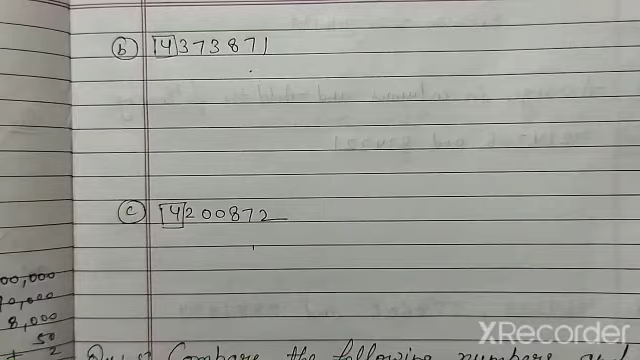 (b) 4373871
(c) 4200872
00,000
0,000
8,000
50
2
Compare the following numbers and
XRecorder